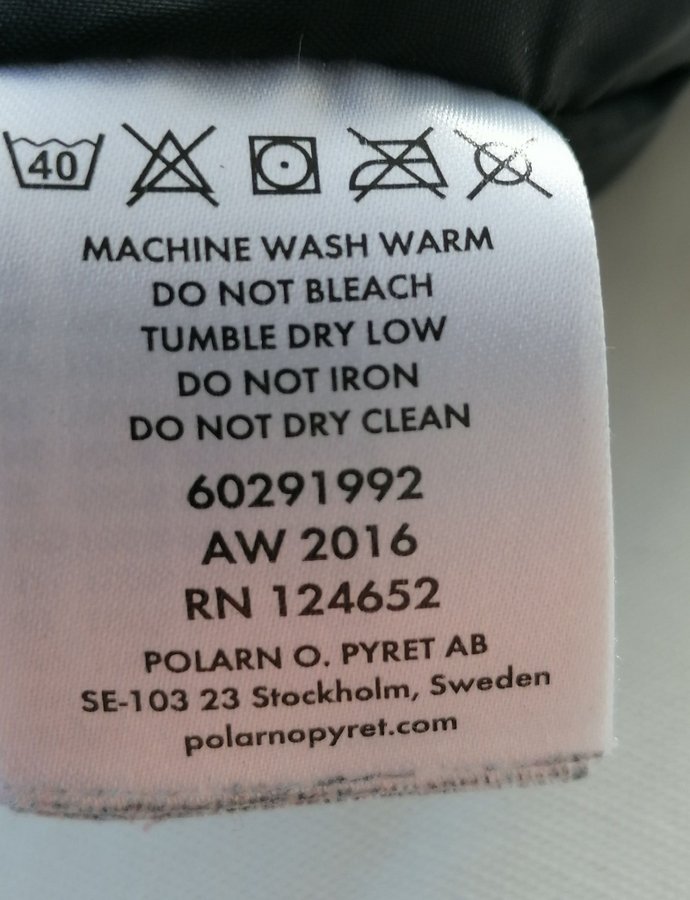 40
MACHINE WASH WARM
DO NOT BLEACH
TUMBLE DRY LOW
DO NOT IRON
DO NOT DRY CLEAN
60291992
AW 2016
RN 124652
POLARN O. PYRET AB
SE-103 23 Stockholm, Sweden
polarnopyret.com